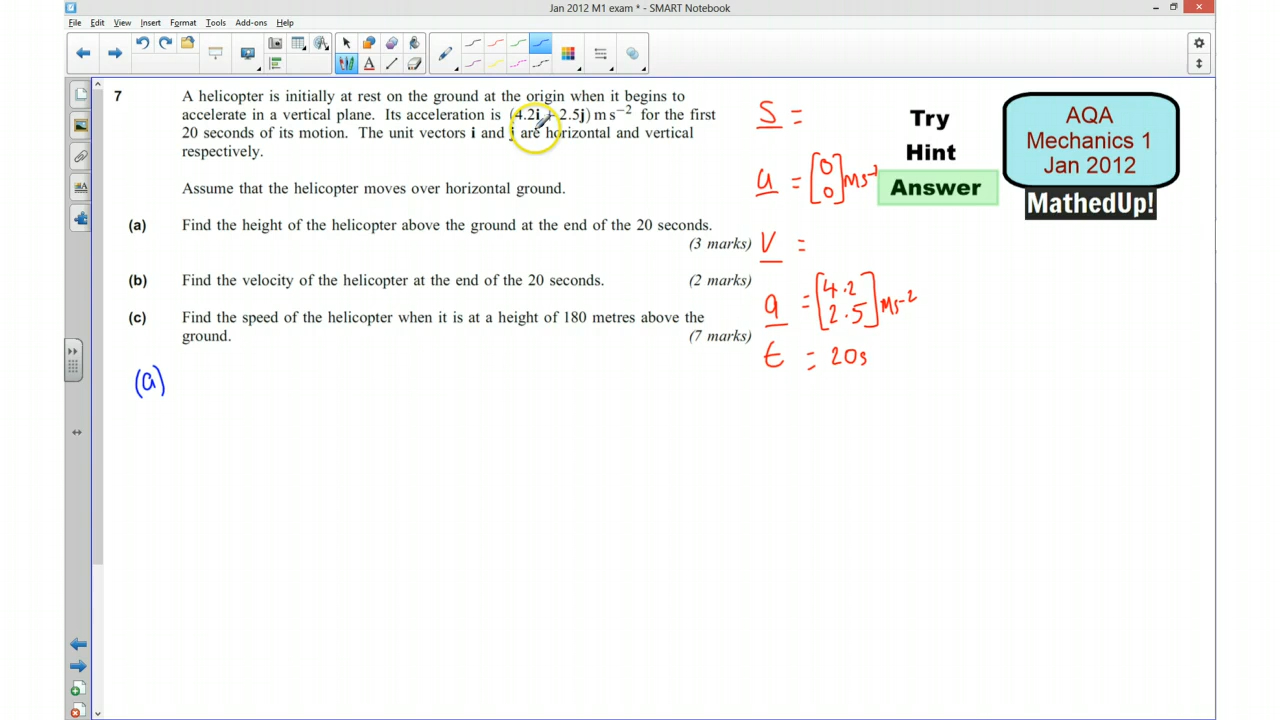 Jan 2012 M1 exam * - SMART Notebook
File Edit View Insert Format Tools Add-ons Help
7 A helicopter is initially at rest on the ground at the origin when it begins to
accelerate in a vertical plane. Its acceleration is (4.2i + 2.5j) m s⁻² for the first
20 seconds of its motion. The unit vectors i and j are horizontal and vertical
respectively.
Assume that the helicopter moves over horizontal ground.
(a) Find the height of the helicopter above the ground at the end of the 20 seconds.
(3 marks)
(b) Find the velocity of the helicopter at the end of the 20 seconds. (2 marks)
(c) Find the speed of the helicopter when it is at a height of 180 metres above the
ground. (7 marks)
(a)
s =
u = [0 0] ms⁻¹
v =
a = [4.2 2.5] ms⁻²
t = 20s
Try
Hint
Answer
AQA
Mechanics 1
Jan 2012
MathedUp!